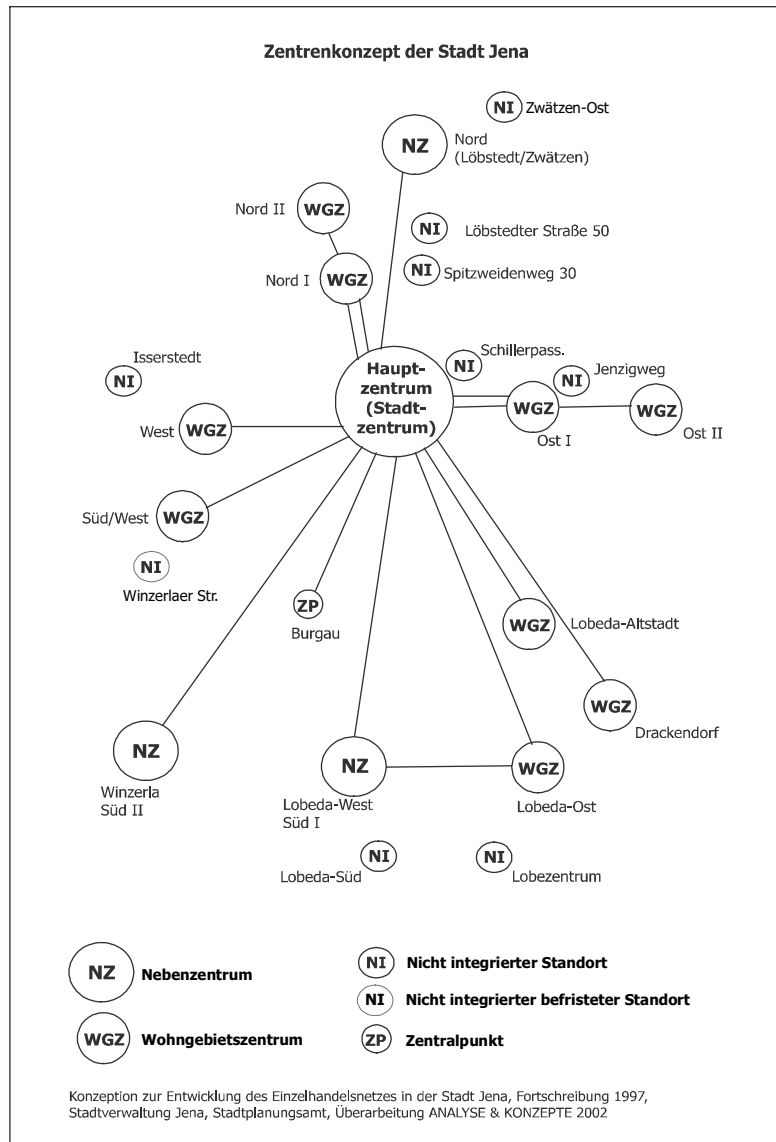 Zentrenkonzept der Stadt Jena
NI Zwätzen-Ost
NZ Nord
(Löbstedt/Zwätzen)
Nord II WGZ
NI Löbstedter Straße 50
Nord I WGZ
NI Spitzweidenweg 30
Isserstedt
NI
Haupt-
zentrum
(Stadt-
zentrum)
Schillerpass.
NI
Jenzigweg
NI
West WGZ
WGZ
Ost I
WGZ
Ost II
Süd/West WGZ
NI
Winzerlaer Str.
ZP
Burgau
WGZ Lobeda-Altstadt
WGZ
Drackendorf
NZ
Winzerla
Süd II
NZ
Lobeda-West
Süd I
WGZ
Lobeda-Ost
NI
Lobeda-Süd
NI
Lobezentrum
NZ Nebenzentrum
WGZ Wohngebietszentrum
NI Nicht integrierter Standort
NI Nicht integrierter befristeter Standort
ZP Zentralpunkt
Konzeption zur Entwicklung des Einzelhandelsnetzes in der Stadt Jena, Fortschreibung 1997,
Stadtverwaltung Jena, Stadtplanungsamt, Überarbeitung ANALYSE & KONZEPTE 2002